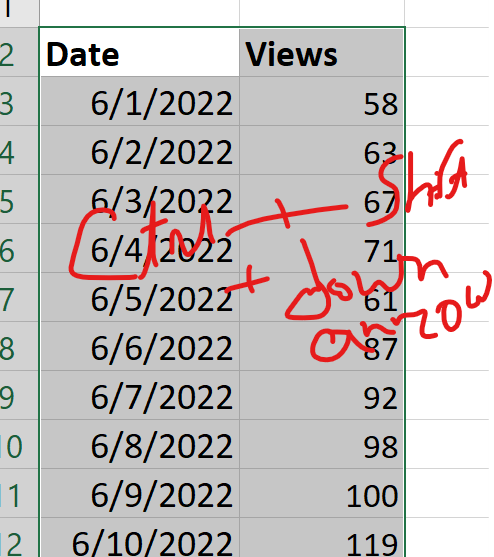 1
2 Date Views
3 6/1/2022 58
4 6/2/2022 63
Shift
5 6/3/2022 67
Ctrl +
6 6/4/2022 71
+ Down
7 6/5/2022 61
arrow
8 6/6/2022 87
9 6/7/2022 92
10 6/8/2022 98
11 6/9/2022 100
12 6/10/2022 119